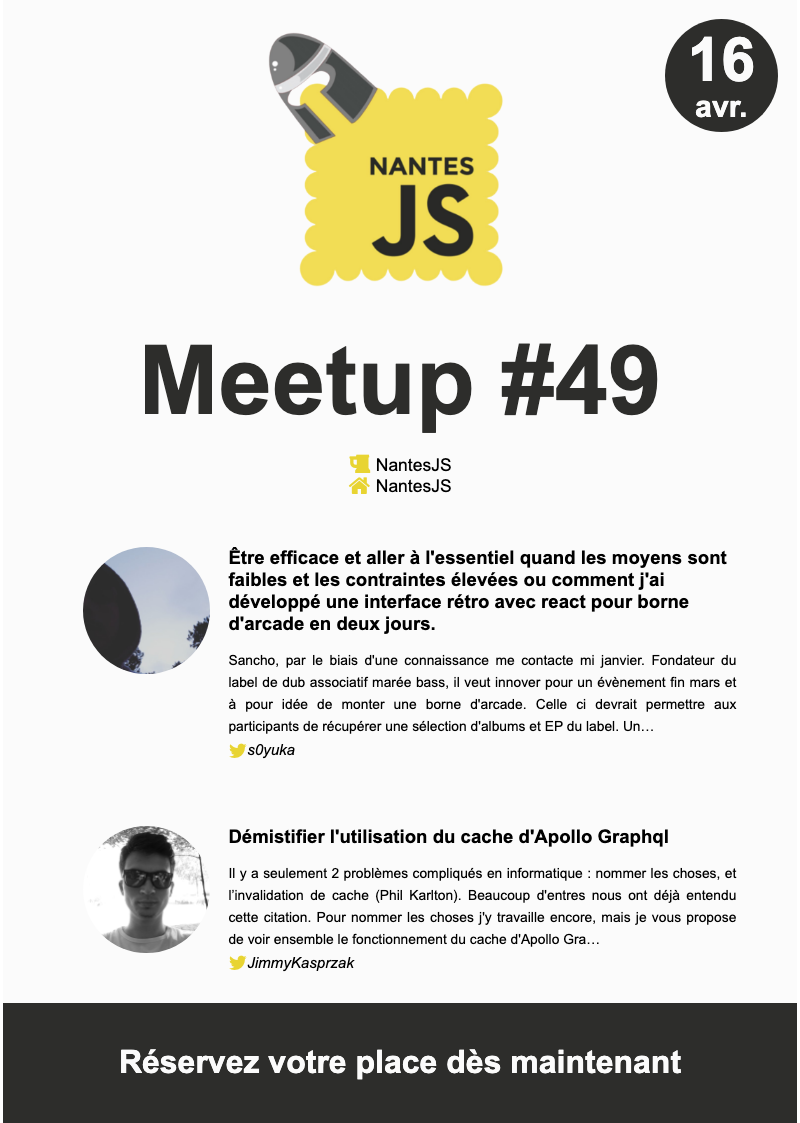 16
avr.
NANTES
JS
Meetup #49
NantesJS
NantesJS
Être efficace et aller à l'essentiel quand les moyens sont
faibles et les contraintes élevées ou comment j'ai
développé une interface rétro avec react pour borne
d'arcade en deux jours.
Sancho, par le biais d'une connaissance me contacte mi janvier. Fondateur du
label de dub associatif marée bass, il veut innover pour un évènement fin mars et
à pour idée de monter une borne d'arcade. Celle ci devrait permettre aux
participants de récupérer une sélection d'albums et EP du label. Un…
s0yuka
Démistifier l'utilisation du cache d'Apollo Graphql
Il y a seulement 2 problèmes compliqués en informatique : nommer les choses, et
l’invalidation de cache (Phil Karlton). Beaucoup d'entres nous ont déjà entendu
cette citation. Pour nommer les choses j'y travaille encore, mais je vous propose
de voir ensemble le fonctionnement du cache d'Apollo Gra…
JimmyKasprzak
Réservez votre place dès maintenant